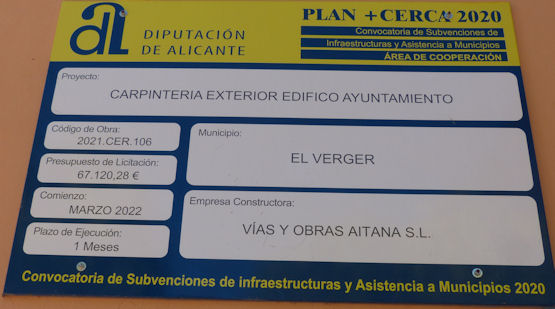 DIPUTACIÓN
DE ALICANTE
PLAN +CERCA 2020
Convocatoria de Subvenciones de
Infraestructuras y Asistencia a Municipios
ÁREA DE COOPERACIÓN
Proyecto:
CARPINTERIA EXTERIOR EDIFICO AYUNTAMIENTO
Código de Obra:
2021.CER.106
Municipio:
EL VERGER
Presupuesto de Licitación:
67.120,28 €
Comienzo:
MARZO 2022
Empresa Constructora:
VÍAS Y OBRAS AITANA S.L.
Plazo de Ejecución:
1 Meses
Convocatoria de Subvenciones de infraestructuras y Asistencia a Municipios 2020